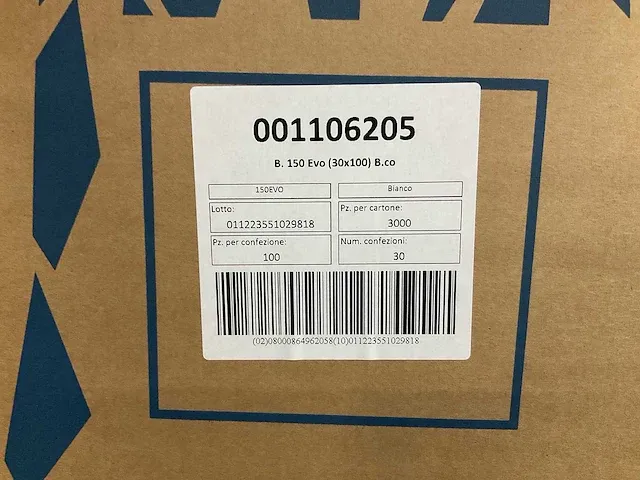 001106205
B. 150 Evo (30x100) B.co
150EVO
Bianco
Lotto:
011223551029818
Pz. per cartone:
3000
Pz. per confezione:
100
Num. confezioni:
30
(02)08000864962058(10)011223551029818